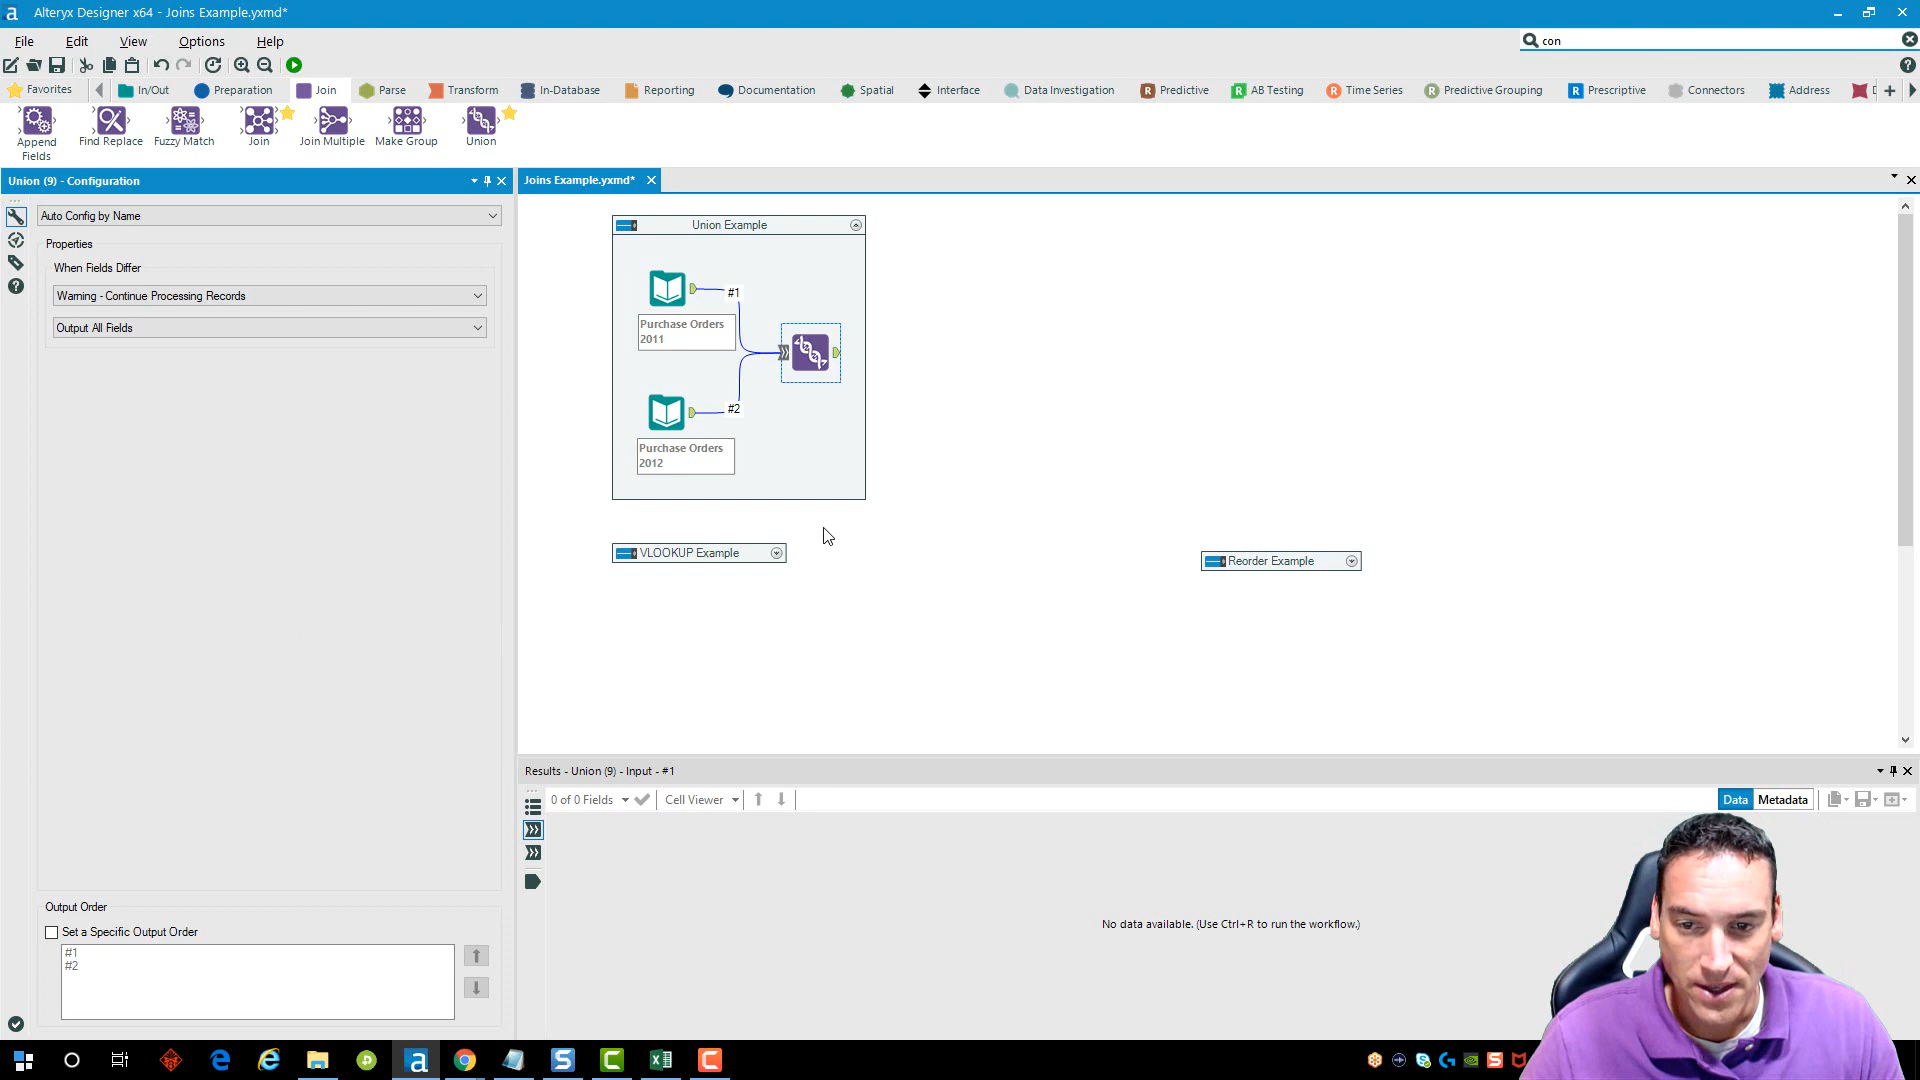 Alteryx Designer x64 - Joins Example.yxmd*
File Edit View Options Help
con
Favorites In/Out Preparation Join Parse Transform In-Database Reporting Documentation Spatial Interface Data Investigation Predictive AB Testing Time Series Predictive Grouping Prescriptive Connectors Address
Append Fields
Find Replace
Fuzzy Match
Join
Join Multiple
Make Group
Union
Union (9) - Configuration
Joins Example.yxmd*
Auto Config by Name
Properties
When Fields Differ
Warning - Continue Processing Records
Output All Fields
Union Example
#1
Purchase Orders
2011
#2
Purchase Orders
2012
VLOOKUP Example
Reorder Example
Results - Union (9) - Input - #1
0 of 0 Fields Cell Viewer Data Metadata
No data available. (Use Ctrl+R to run the workflow.)
Output Order
Set a Specific Output Order
#1
#2